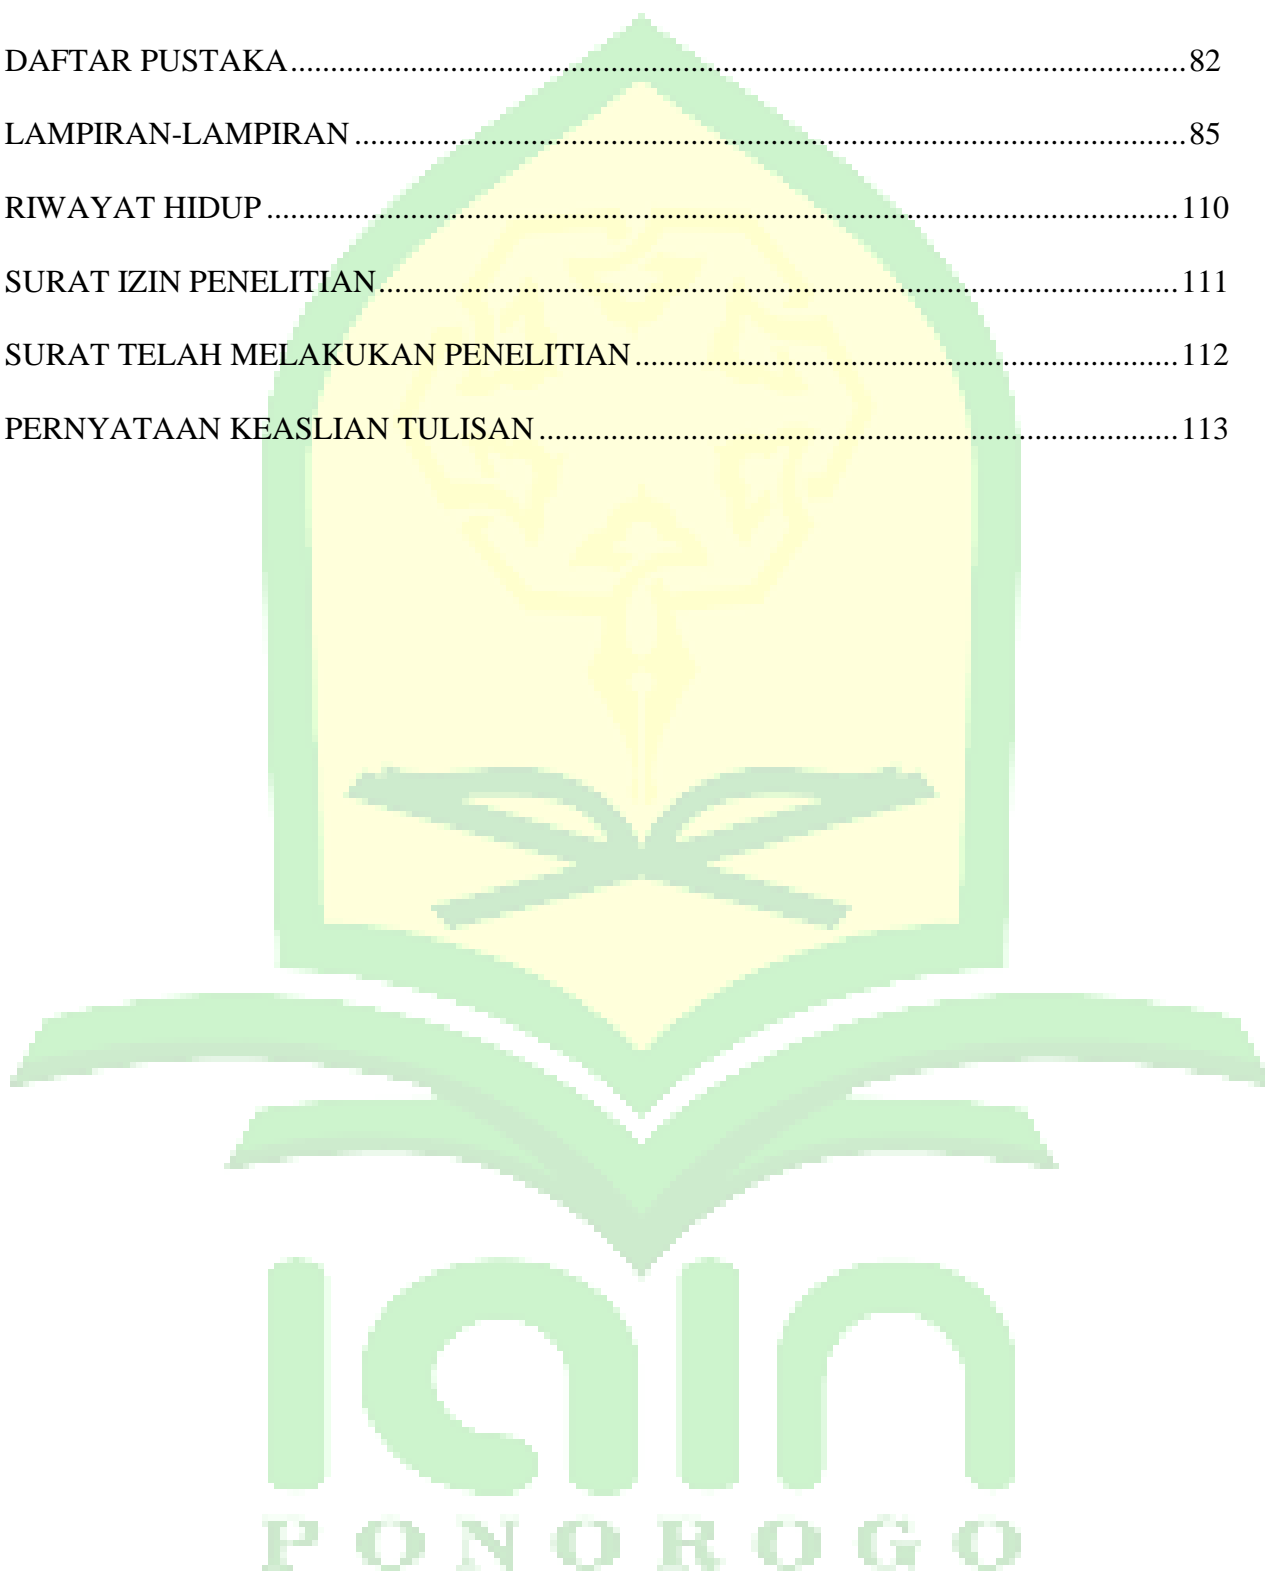 DAFTAR PUSTAKA................................................................................................................82
LAMPIRAN-LAMPIRAN ........................................................................................................85
RIWAYAT HIDUP ..................................................................................................................110
SURAT IZIN PENELITIAN....................................................................................................111
SURAT TELAH MELAKUKAN PENELITIAN ....................................................................112
PERNYATAAN KEASLIAN TULISAN ................................................................................113
iain
PONOROGO